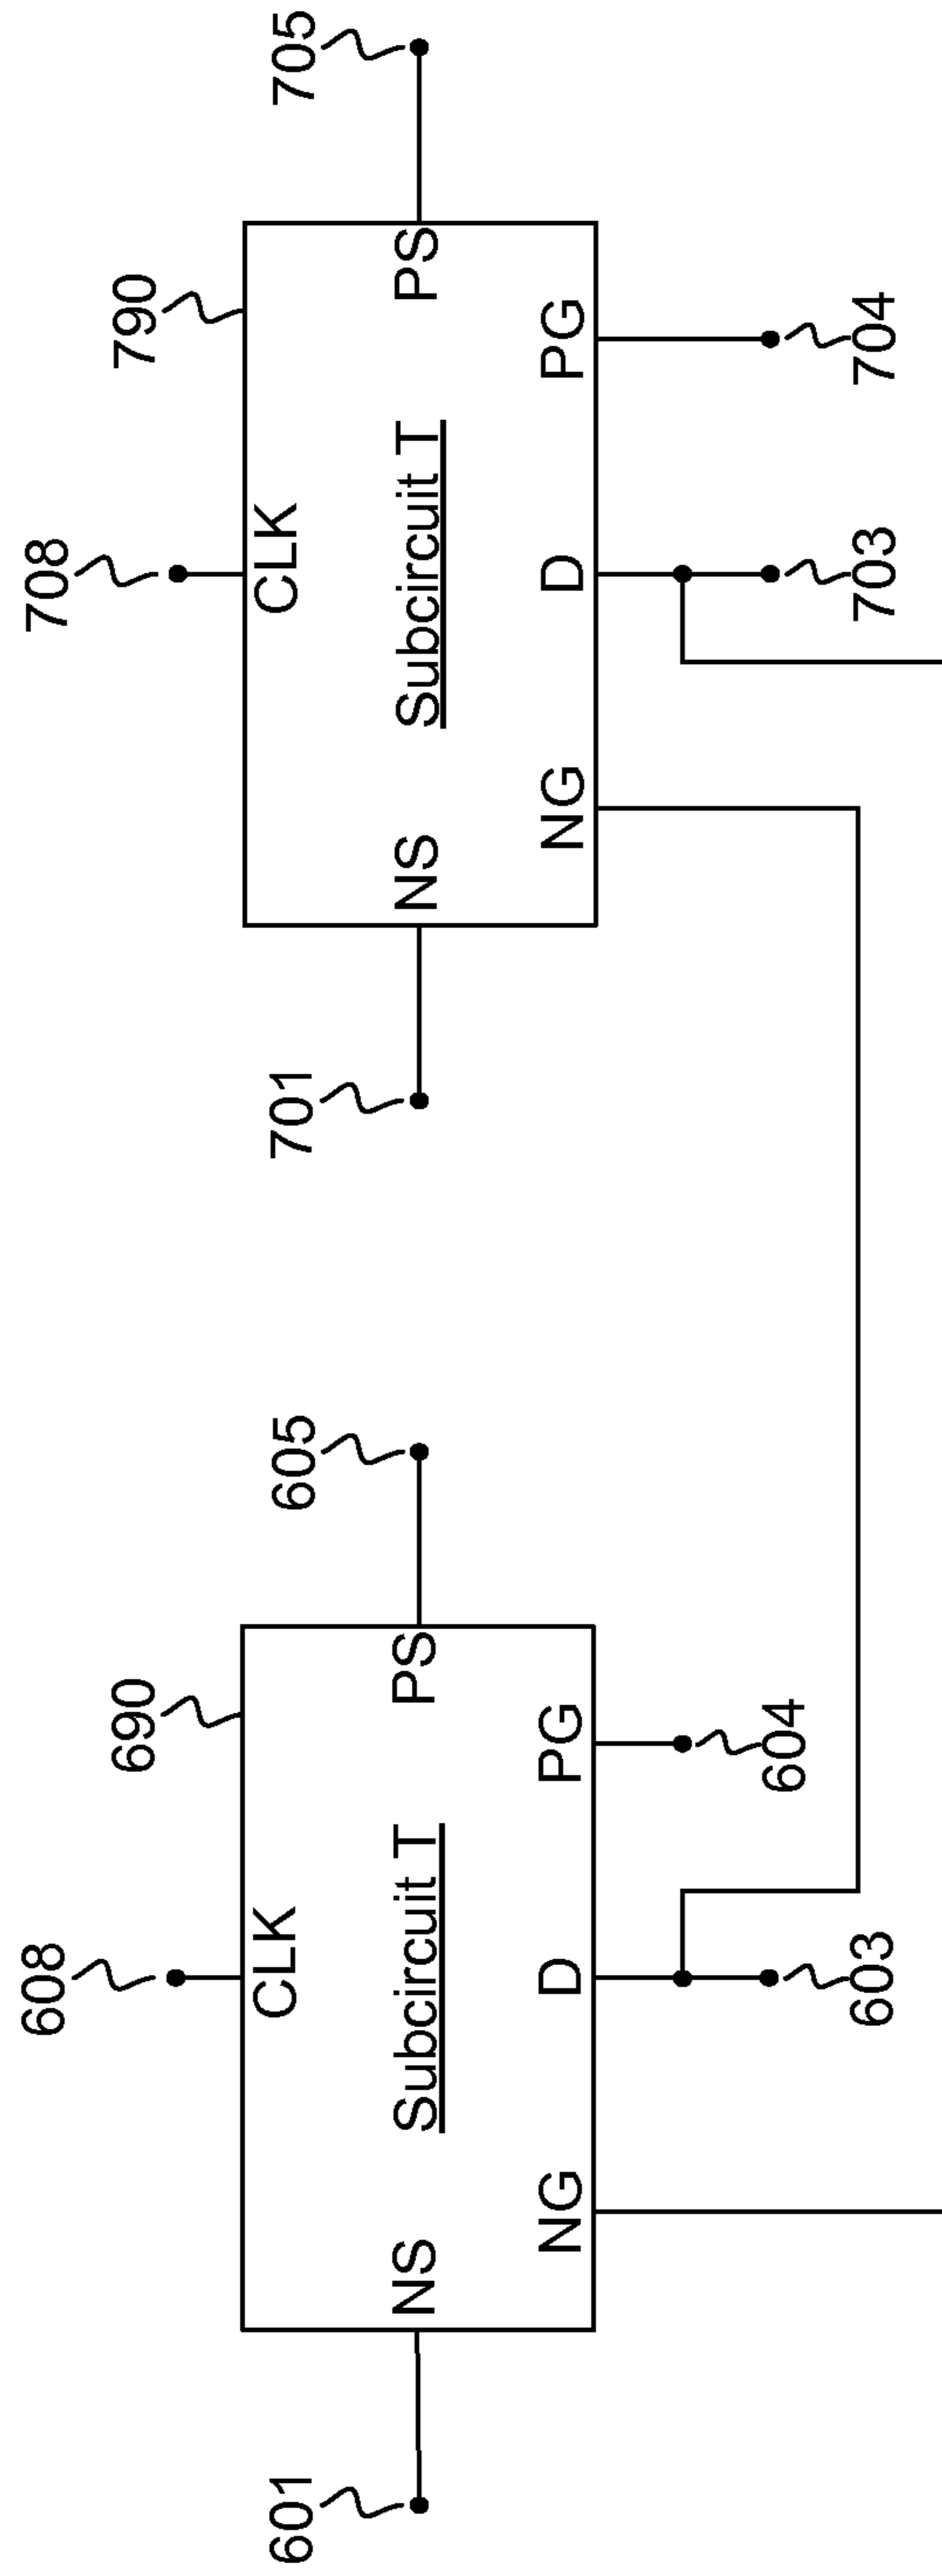 608
708
690
790
CLK
CLK
601
605
701
705
NS
Subcircuit T
PS
NS
Subcircuit T
PS
NG
D
PG
NG
D
PG
604
603
703
704